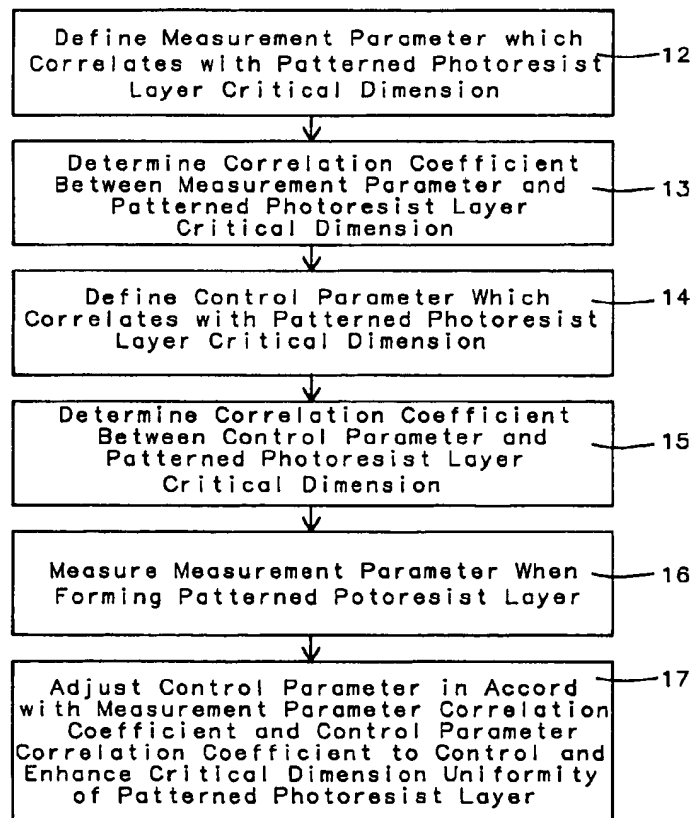 Define Measurement Parameter which
Correlates with Patterned Photoresist
Layer Critical Dimension
12
Determine Correlation Coefficient
Between Measurement Parameter and
Patterned Photoresist Layer
Critical Dimension
13
Define Control Parameter Which
Correlates with Patterned Photoresist
Layer Critical Dimension
14
Determine Correlation Coefficient
Between Control Parameter and
Patterned Photoresist Layer
Critical Dimension
15
Measure Measurement Parameter When
Forming Patterned Potoresist Layer
16
Adjust Control Parameter in Accord
with Measurement Parameter Correlation
Coefficient and Control Parameter
Correlation Coefficient to Control and
Enhance Critical Dimension Uniformity
of Patterned Photoresist Layer
17